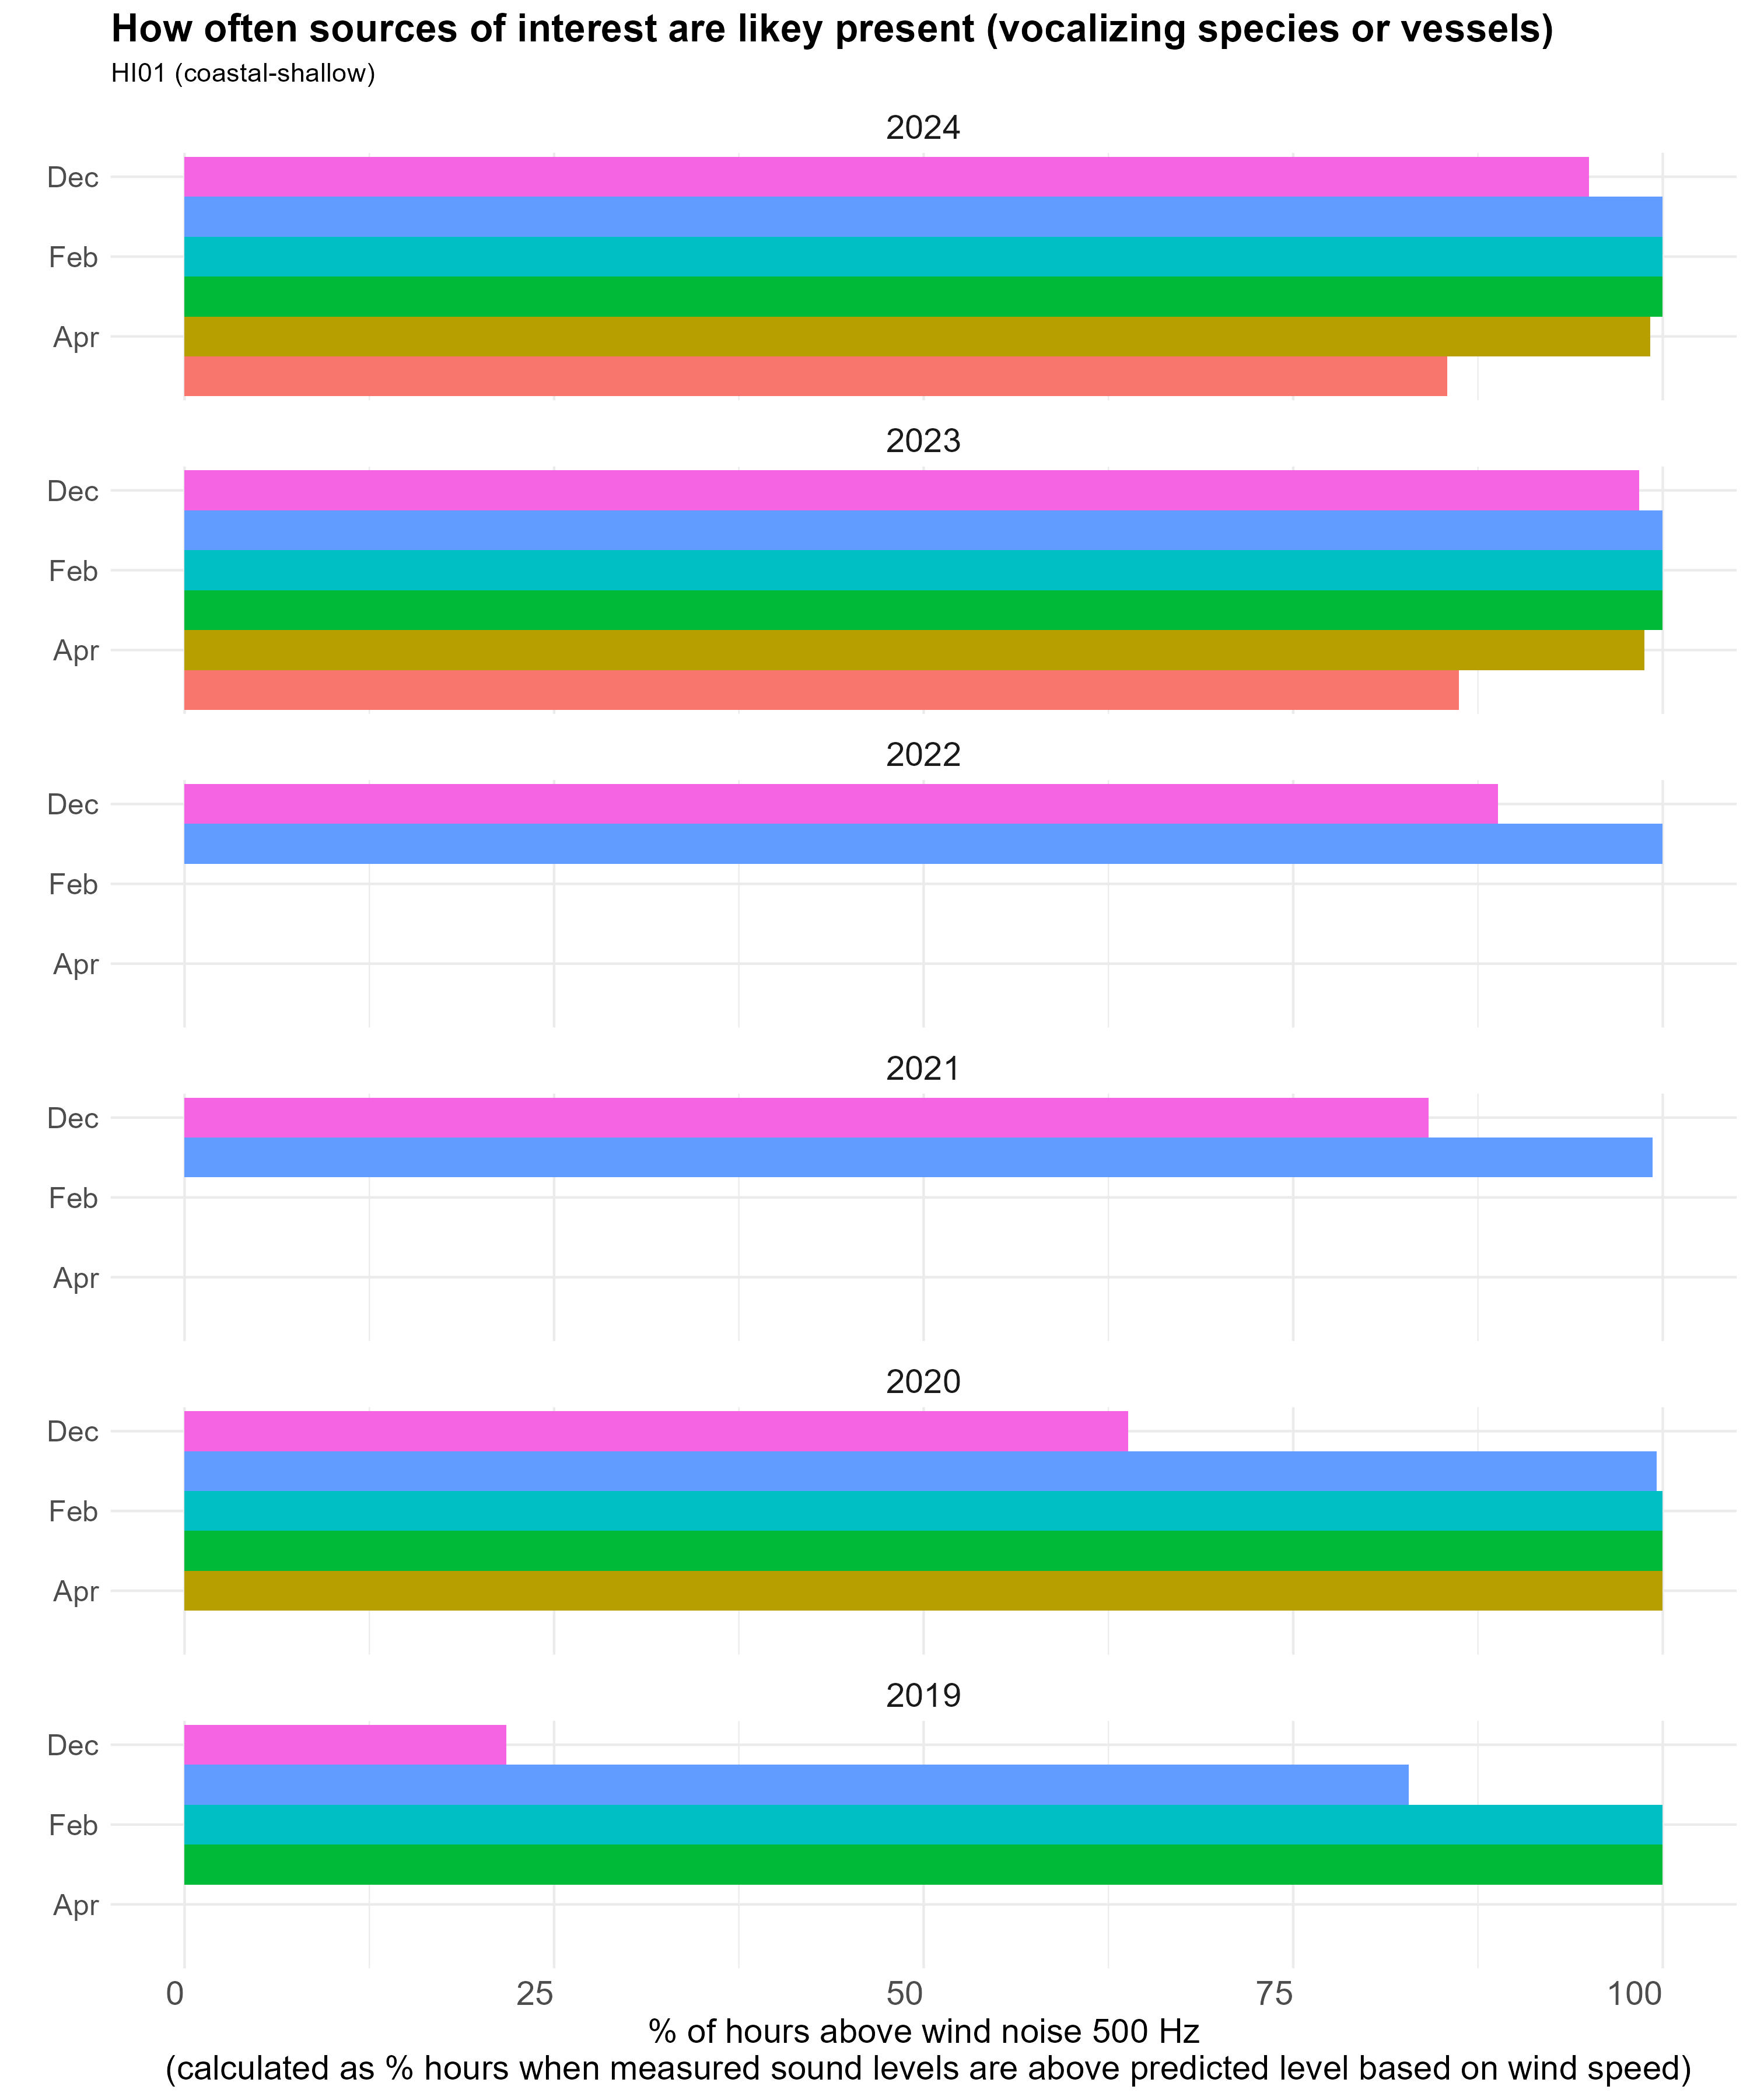 How often sources of interest are likey present (vocalizing species or vessels)
HI01 (coastal-shallow)
2024
Dec
Feb
Apr
2023
Dec
Feb
Apr
2022
Dec
Feb
Apr
2021
Dec
Feb
Apr
2020
Dec
Feb
Apr
2019
Dec
Feb
Apr
0 25 50 75 100
% of hours above wind noise 500 Hz
(calculated as % hours when measured sound levels are above predicted level based on wind speed)